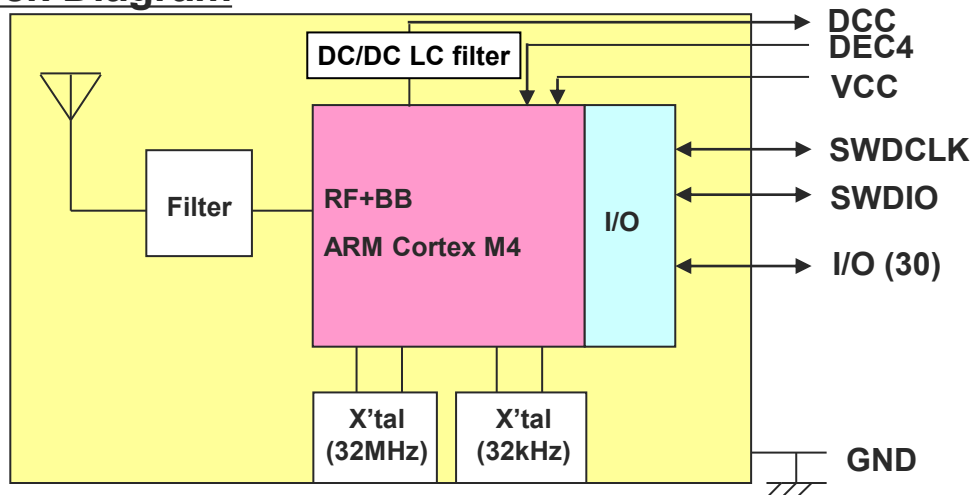 DCC
DC/DC LC filter
DEC4
VCC
SWDCLK
Filter
RF+BB
ARM Cortex M4
I/O
SWDIO
I/O (30)
X'tal
(32MHz)
X'tal
(32kHz)
GND